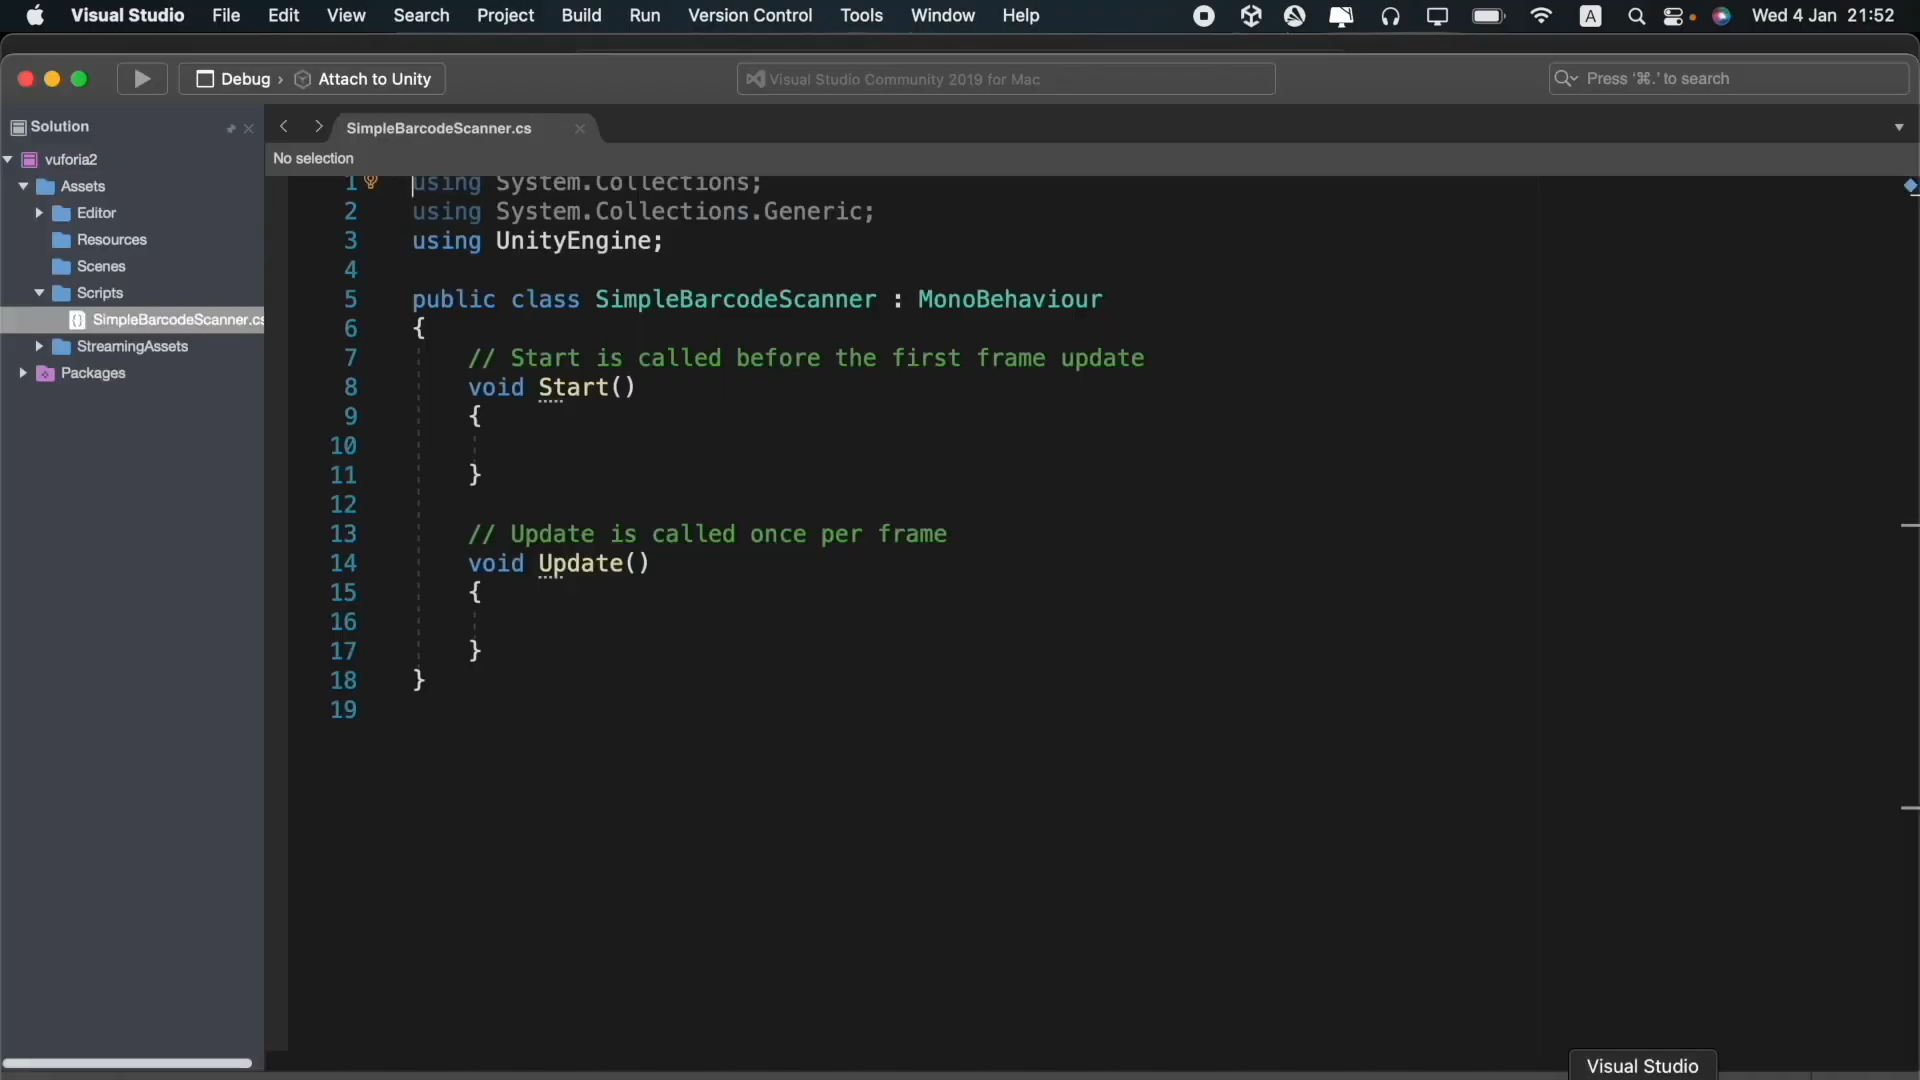 Visual Studio File Edit View Search Project Build Run Version Control Tools Window Help A Wed 4 Jan 21:52
Debug › Attach to Unity
Visual Studio Community 2019 for Mac
Press '⌘.' to search
Solution
SimpleBarcodeScanner.cs
No selection
vuforia2
Assets
Editor
Resources
Scenes
Scripts
SimpleBarcodeScanner.cs
StreamingAssets
Packages
1 using System.Collections;
2 using System.Collections.Generic;
3 using UnityEngine;
4
5 public class SimpleBarcodeScanner : MonoBehaviour
6 {
7 // Start is called before the first frame update
8 void Start()
9 {
10
11 }
12
13 // Update is called once per frame
14 void Update()
15 {
16
17 }
18 }
19
Visual Studio